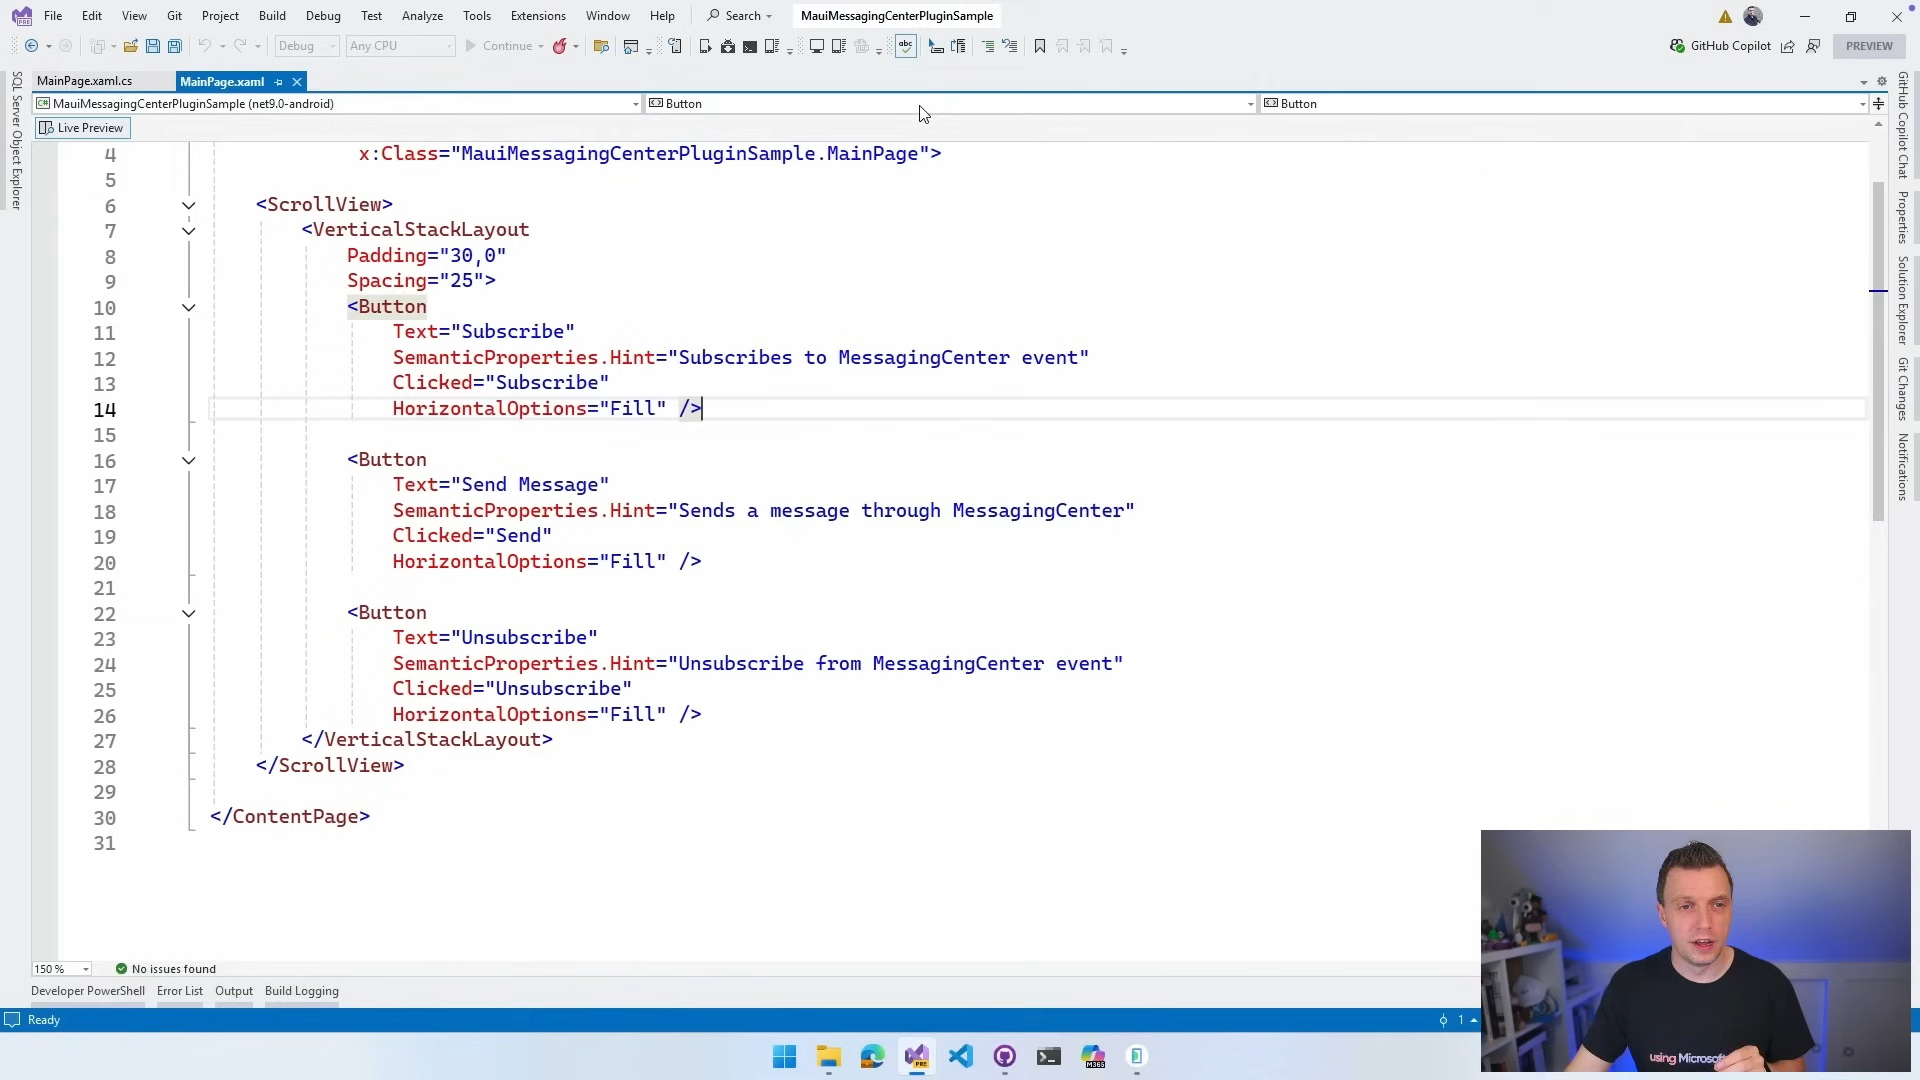 File Edit View Git Project Build Debug Test Analyze Tools Extensions Window Help Search MauiMessagingCenterPluginSample
Debug Any CPU Continue abc GitHub Copilot PREVIEW
MainPage.xaml.cs MainPage.xaml
C# MauiMessagingCenterPluginSample (net9.0-android) Button Button
Live Preview
4 x:Class="MauiMessagingCenterPluginSample.MainPage">
5
6 <ScrollView>
7 <VerticalStackLayout
8 Padding="30,0"
9 Spacing="25">
10 <Button
11 Text="Subscribe"
12 SemanticProperties.Hint="Subscribes to MessagingCenter event"
13 Clicked="Subscribe"
14 HorizontalOptions="Fill" />
15
16 <Button
17 Text="Send Message"
18 SemanticProperties.Hint="Sends a message through MessagingCenter"
19 Clicked="Send"
20 HorizontalOptions="Fill" />
21
22 <Button
23 Text="Unsubscribe"
24 SemanticProperties.Hint="Unsubscribe from MessagingCenter event"
25 Clicked="Unsubscribe"
26 HorizontalOptions="Fill" />
27 </VerticalStackLayout>
28 </ScrollView>
29
30 </ContentPage>
31
SQL Server Object Explorer
GitHub Copilot Chat
Properties
Solution Explorer
Git Changes
Notifications
150 % No issues found
Developer PowerShell Error List Output Build Logging
Ready 1
PRE
M365
using Microsoft